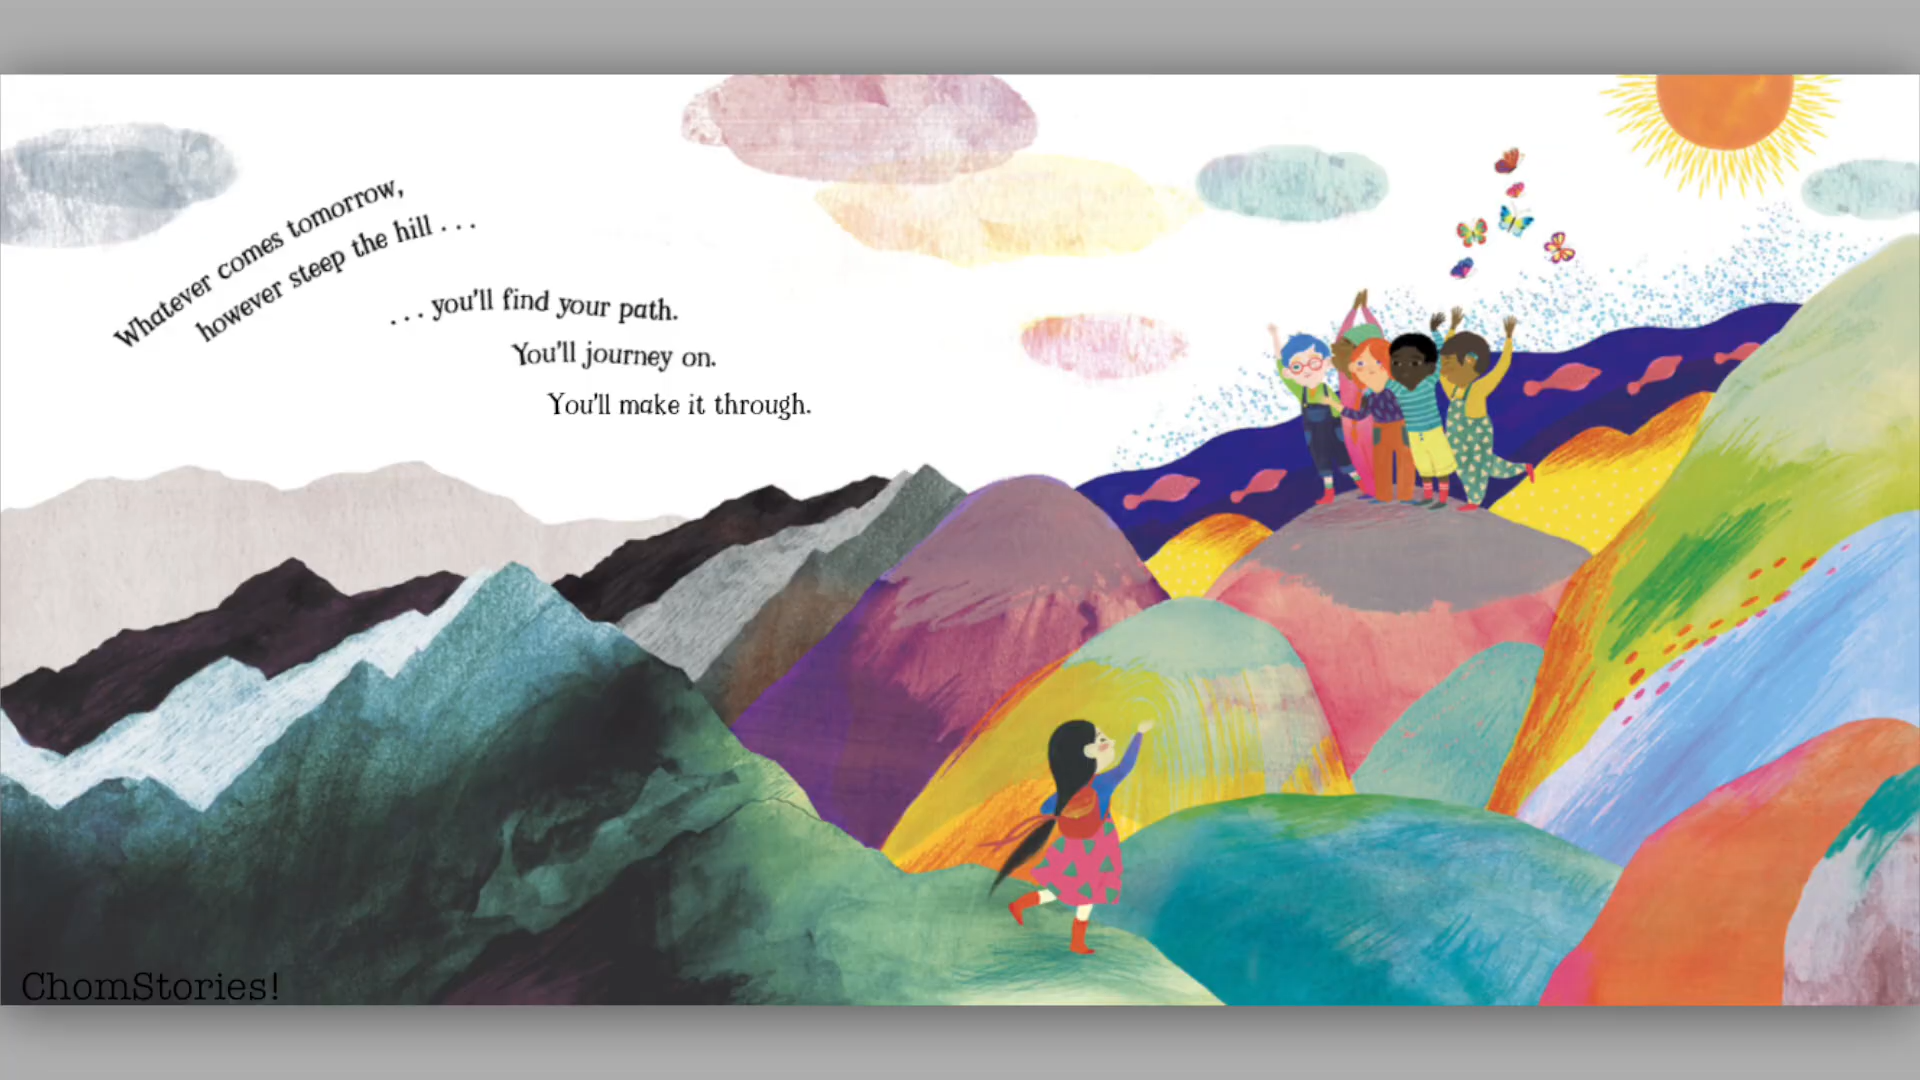 Whatever comes tomorrow,
however steep the hill . . .
. . . you'll find your path.
You'll journey on.
You'll make it through.
ChomStories!